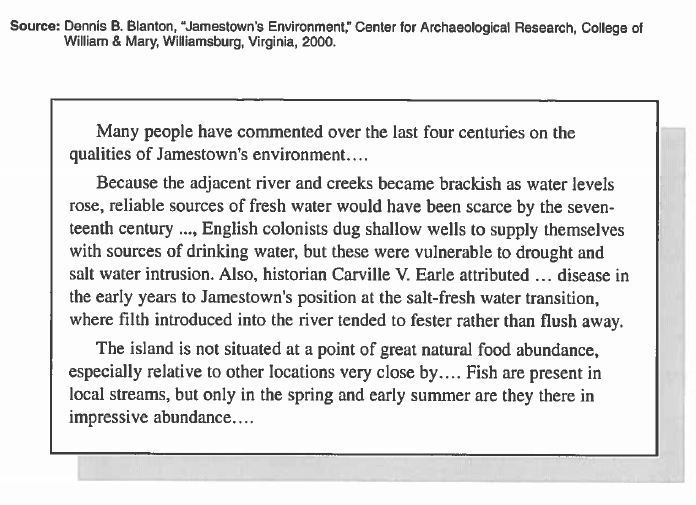 Source: Dennis B. Blanton, "Jamestown's Environment," Center for Archaeological Research, College of
William & Mary, Williamsburg, Virginia, 2000.
Many people have commented over the last four centuries on the
qualities of Jamestown's environment....
Because the adjacent river and creeks became brackish as water levels
rose, reliable sources of fresh water would have been scarce by the seven-
teenth century ..., English colonists dug shallow wells to supply themselves
with sources of drinking water, but these were vulnerable to drought and
salt water intrusion. Also, historian Carville V. Earle attributed ... disease in
the early years to Jamestown's position at the salt-fresh water transition,
where filth introduced into the river tended to fester rather than flush away.
The island is not situated at a point of great natural food abundance,
especially relative to other locations very close by.... Fish are present in
local streams, but only in the spring and early summer are they there in
impressive abundance....